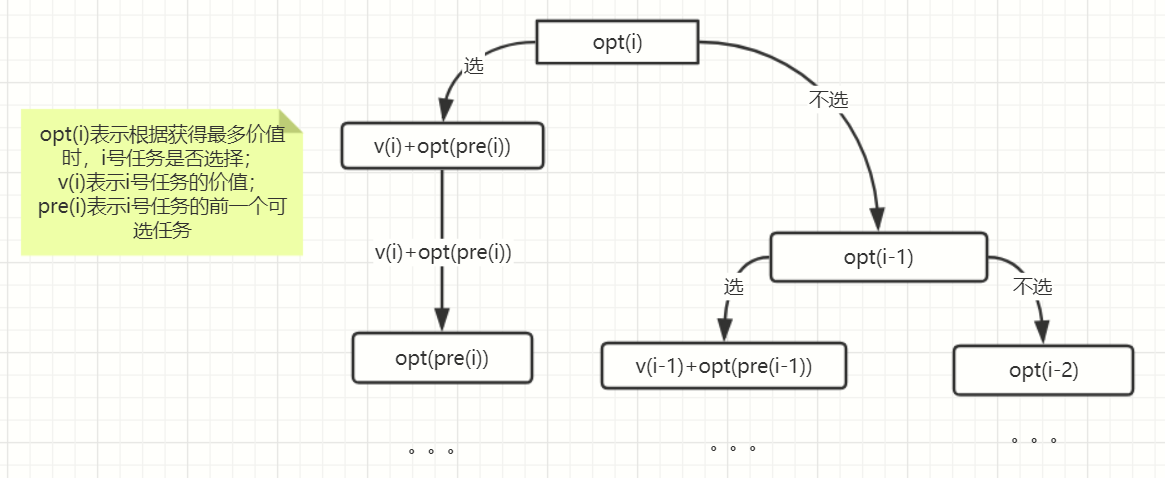 opt(i)
选
不选
v(i)+opt(pre(i))
opt(i)表示根据获得最多价值
时，i号任务是否选择；
v(i)表示i号任务的价值；
pre(i)表示i号任务的前一个可
选任务
v(i)+opt(pre(i))
opt(i-1)
选
不选
opt(pre(i))
v(i-1)+opt(pre(i-1))
opt(i-2)
。。。
。。。
。。。